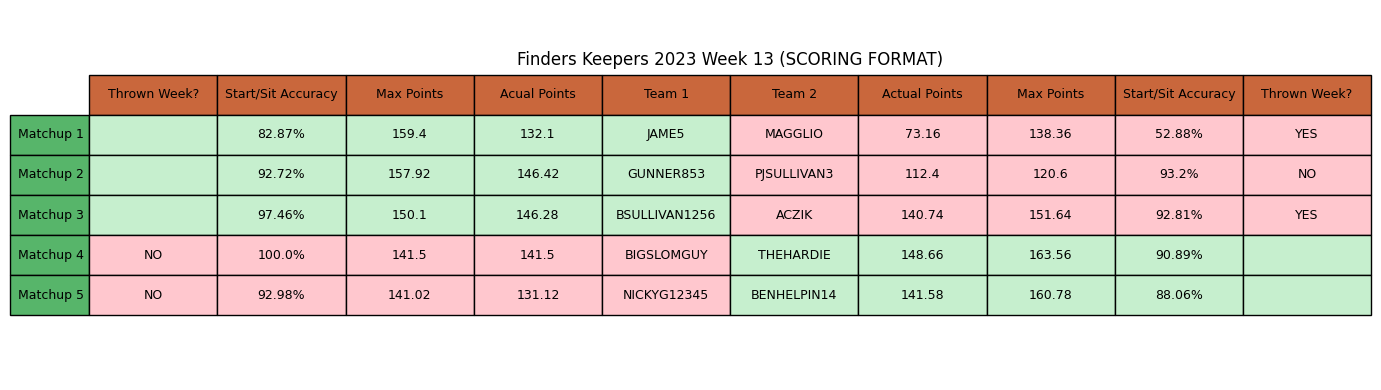 Finders Keepers 2023 Week 13 (SCORING FORMAT)
Thrown Week? Start/Sit Accuracy Max Points Acual Points Team 1 Team 2 Actual Points Max Points Start/Sit Accuracy Thrown Week?
Matchup 1 82.87% 159.4 132.1 JAME5 MAGGLIO 73.16 138.36 52.88% YES
Matchup 2 92.72% 157.92 146.42 GUNNER853 PJSULLIVAN3 112.4 120.6 93.2% NO
Matchup 3 97.46% 150.1 146.28 BSULLIVAN1256 ACZIK 140.74 151.64 92.81% YES
Matchup 4 NO 100.0% 141.5 141.5 BIGSLOMGUY THEHARDIE 148.66 163.56 90.89%
Matchup 5 NO 92.98% 141.02 131.12 NICKYG12345 BENHELPIN14 141.58 160.78 88.06%